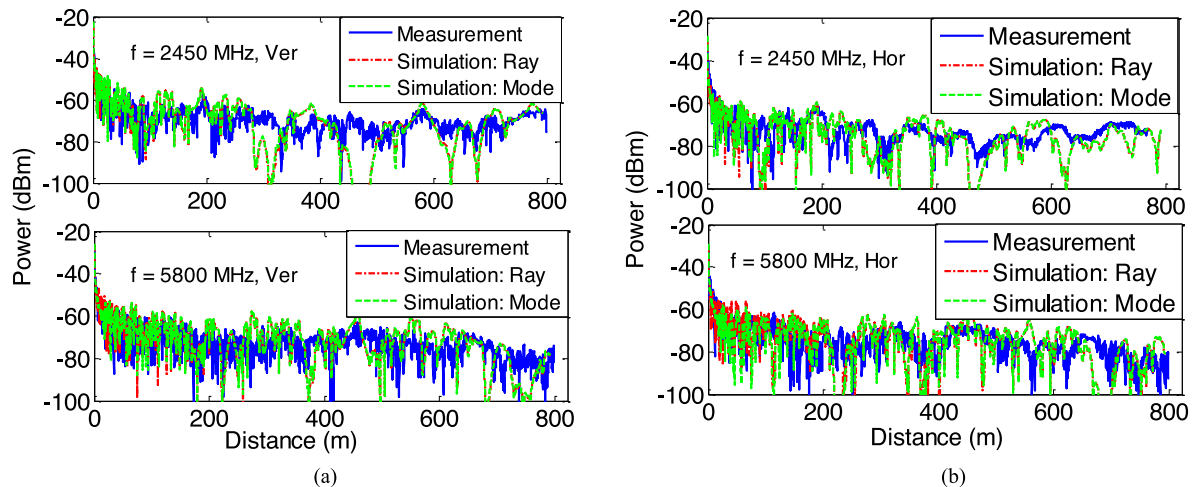 -20
-40
-60
-80
-100
0
200
400
600
800
f = 2450 MHz, Ver
Measurement
Simulation: Ray
Simulation: Mode
-20
-40
-60
-80
-100
0
200
400
600
800
f = 5800 MHz, Ver
Measurement
Simulation: Ray
Simulation: Mode
Power (dBm)
Distance (m)
(a)
-20
-40
-60
-80
-100
0
200
400
600
800
f = 2450 MHz, Hor
Measurement
Simulation: Ray
Simulation: Mode
-20
-40
-60
-80
-100
0
200
400
600
800
f = 5800 MHz, Hor
Measurement
Simulation: Ray
Simulation: Mode
Power (dBm)
Distance (m)
(b)